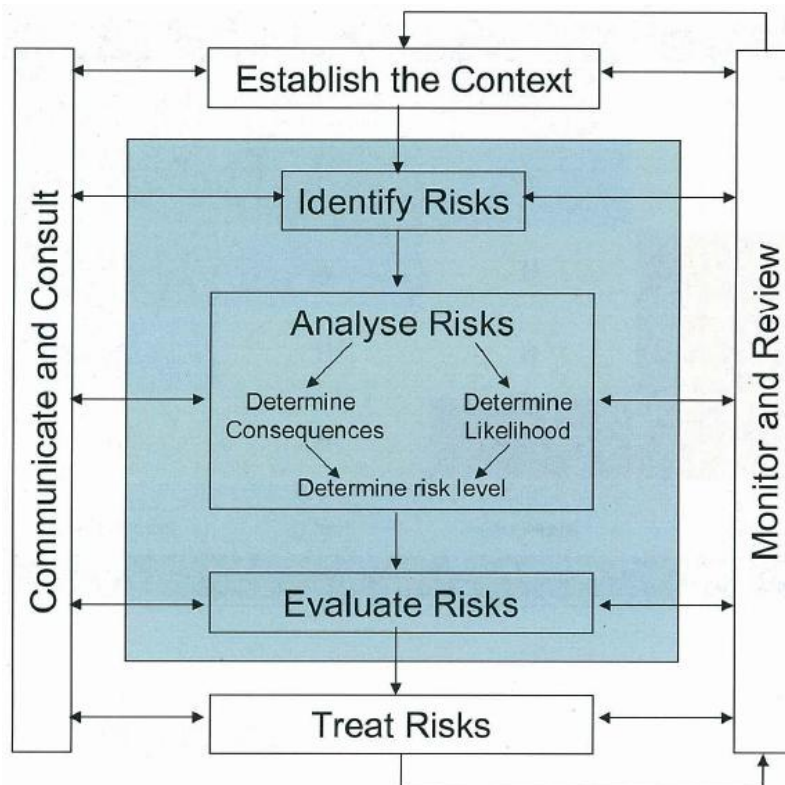 Establish the Context
Identify Risks
Analyse Risks
Determine
Consequences
Determine
Likelihood
Determine risk level
Evaluate Risks
Treat Risks
Communicate and Consult
Monitor and Review